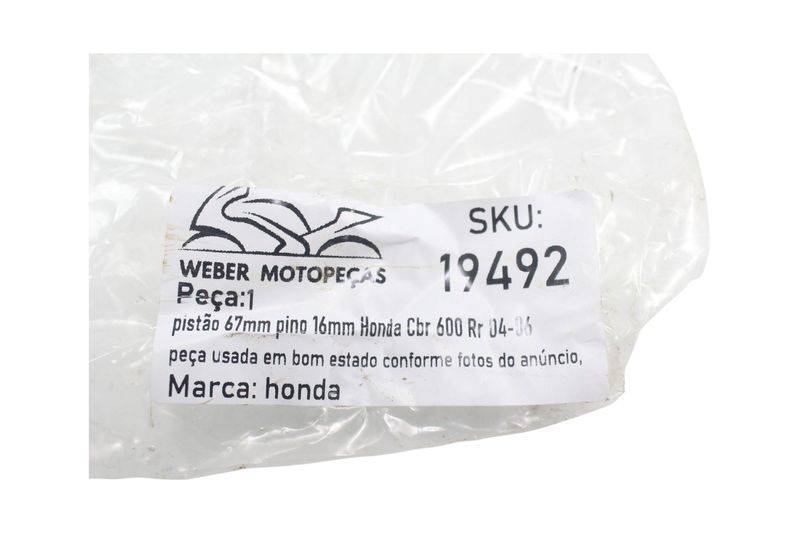 WEBER MOTOPEÇAS
SKU:
19492
Peça:1
pistão 67mm pino 16mm Honda Cbr 600 Rr 04-06
peça usada em bom estado conforme fotos do anúncio,
Marca: honda